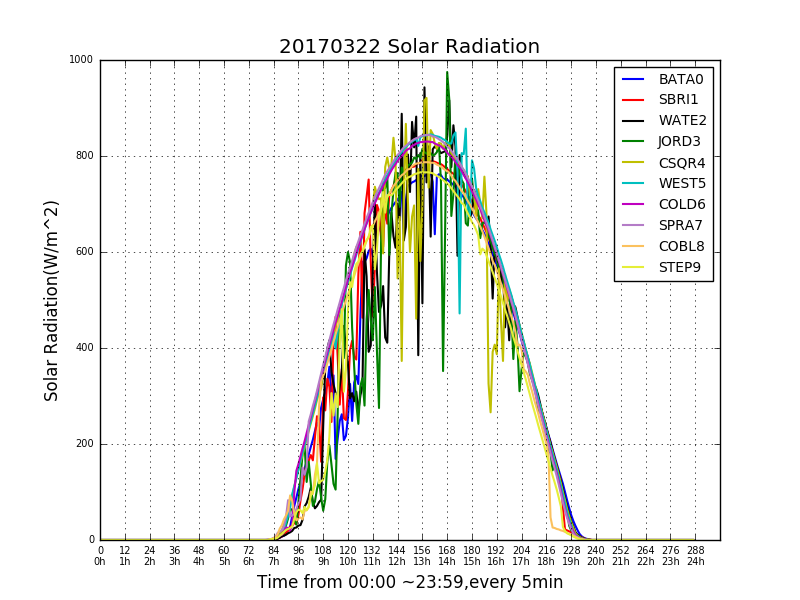 20170322 Solar Radiation
1000
800
600
400
200
0
Solar Radiation(W/m^2)
BATA0
SBRI1
WATE2
JORD3
CSQR4
WEST5
COLD6
SPRA7
COBL8
STEP9
0 12 24 36 48 60 72 84 96 108 120 132 144 156 168 180 192 204 216 228 240 252 264 276 288
0h 1h 2h 3h 4h 5h 6h 7h 8h 9h 10h 11h 12h 13h 14h 15h 16h 17h 18h 19h 20h 21h 22h 23h 24h
Time from 00:00 ~23:59,every 5min